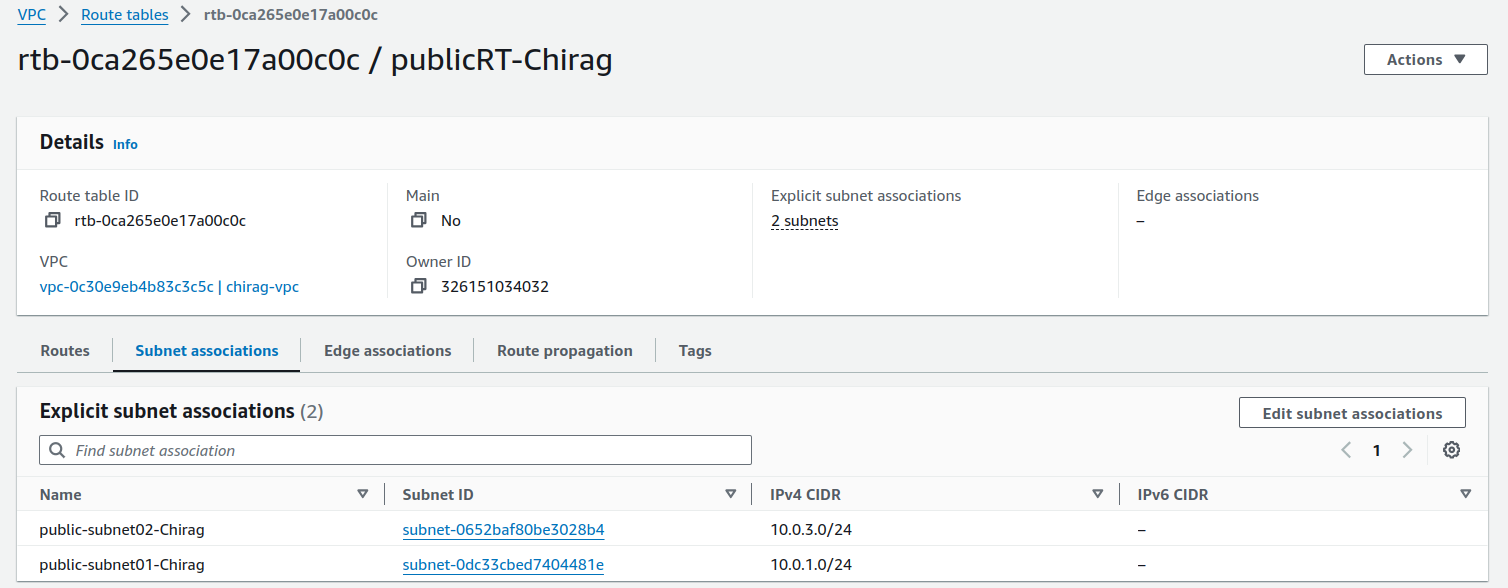 VPC > Route tables > rtb-0ca265e0e17a00c0c
rtb-0ca265e0e17a00c0c / publicRT-Chirag
Actions
Details Info
Route table ID
rtb-0ca265e0e17a00c0c
Main
No
Explicit subnet associations
2 subnets
Edge associations
–
VPC
vpc-0c30e9eb4b83c3c5c | chirag-vpc
Owner ID
326151034032
Routes Subnet associations Edge associations Route propagation Tags
Explicit subnet associations (2)
Edit subnet associations
Find subnet association
1
Name Subnet ID IPv4 CIDR IPv6 CIDR
public-subnet02-Chirag subnet-0652baf80be3028b4 10.0.3.0/24 –
public-subnet01-Chirag subnet-0dc33cbed7404481e 10.0.1.0/24 –